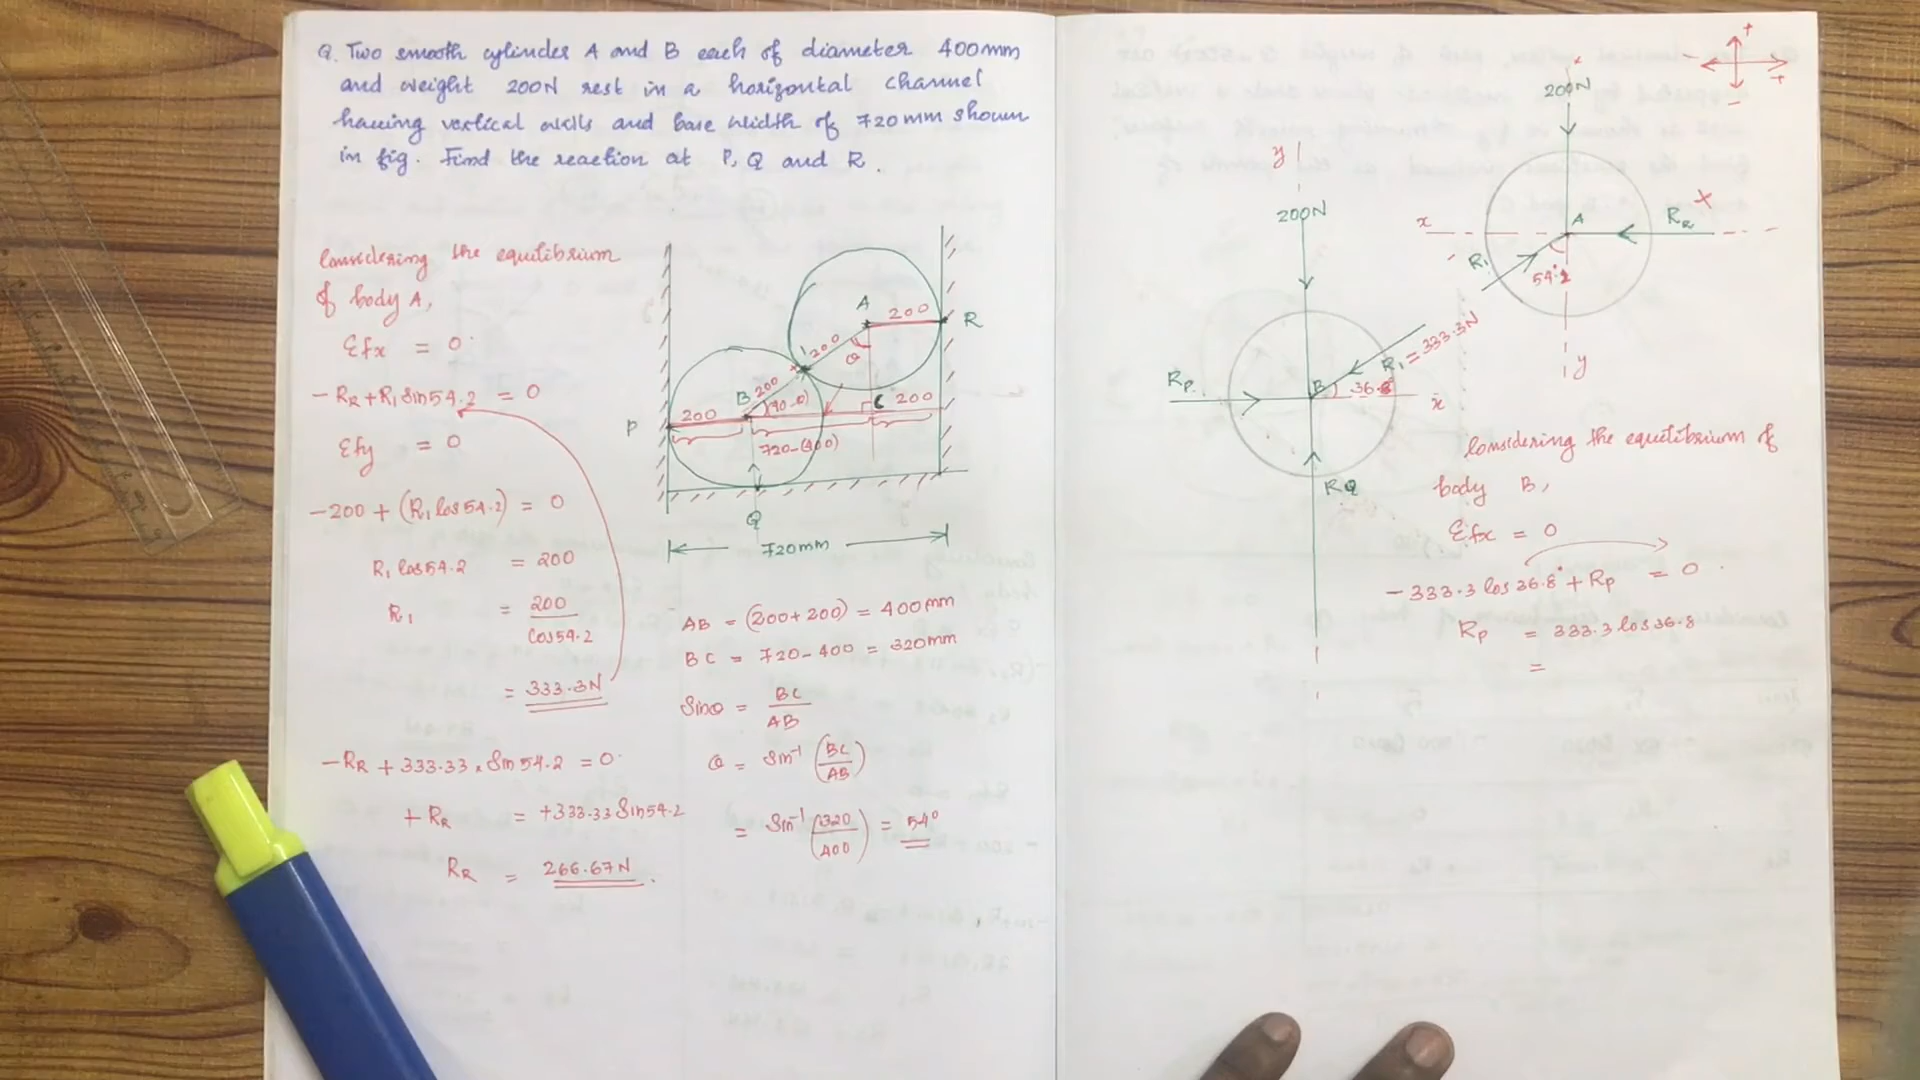 Q. Two smooth cylinder A and B each of diameter 400mm
and weight 200N rest in a horizontal channel
having vertical walls and base width of 720mm shown
in fig. Find the reaction at P, Q and R.
Considering the equilibrium
of body A,
Σfx = 0
-RR + R1 Sin54.2 = 0
Σfy = 0
-200 + (R1 Cos54.2) = 0
R1 Cos54.2 = 200
R1 = 200/Cos54.2
= 333.3N
-RR + 333.33 x Sin54.2 = 0
+RR = +333.33 Sin54.2
RR = 266.67N.
A
200
R
200
θ
200
B
(90-θ)
C
200
200
P
720-(400)
Q
720mm
AB = (200+200) = 400mm
BC = 720-400 = 320mm
Sinθ = BC/AB
θ = Sin⁻¹ (BC/AB)
= Sin⁻¹ (320/400) = 54°
+
-
+
-
x
200N
y
200N
x
A
RR
x
R1
54.2
y
R1 = 333.3N
RP
B
36.8°
x
RQ
Considering the equilibrium of
body B,
Σfx = 0
-333.3 Cos36.8° + RP = 0
RP = 333.3 Cos36.8
=